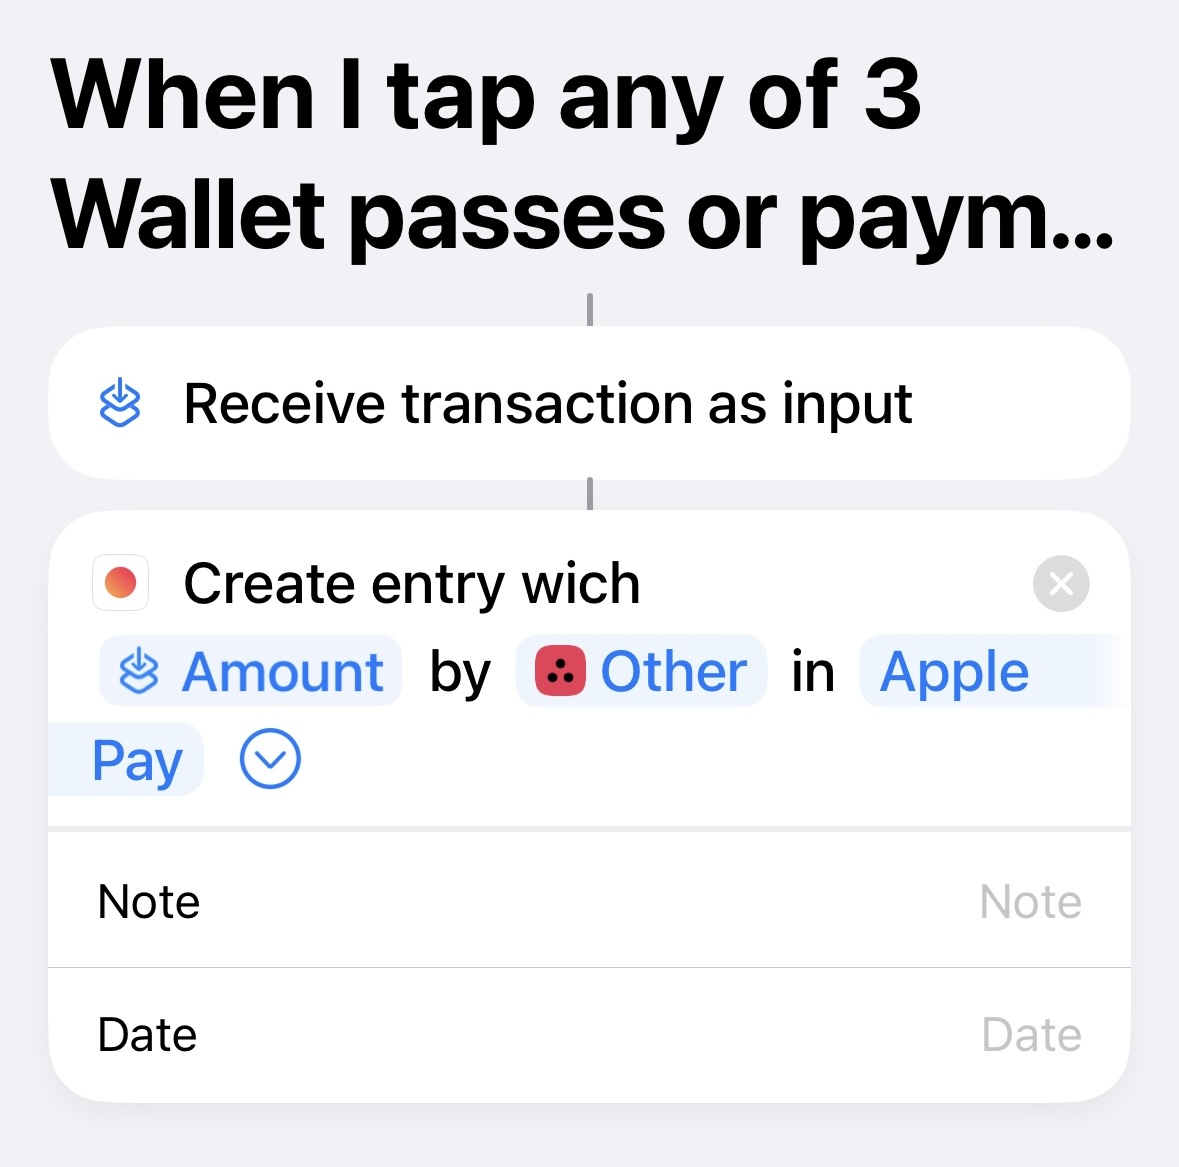 When I tap any of 3
Wallet passes or paym...
Receive transaction as input
Create entry wich
Amount by Other in Apple
Pay
Note Note
Date Date